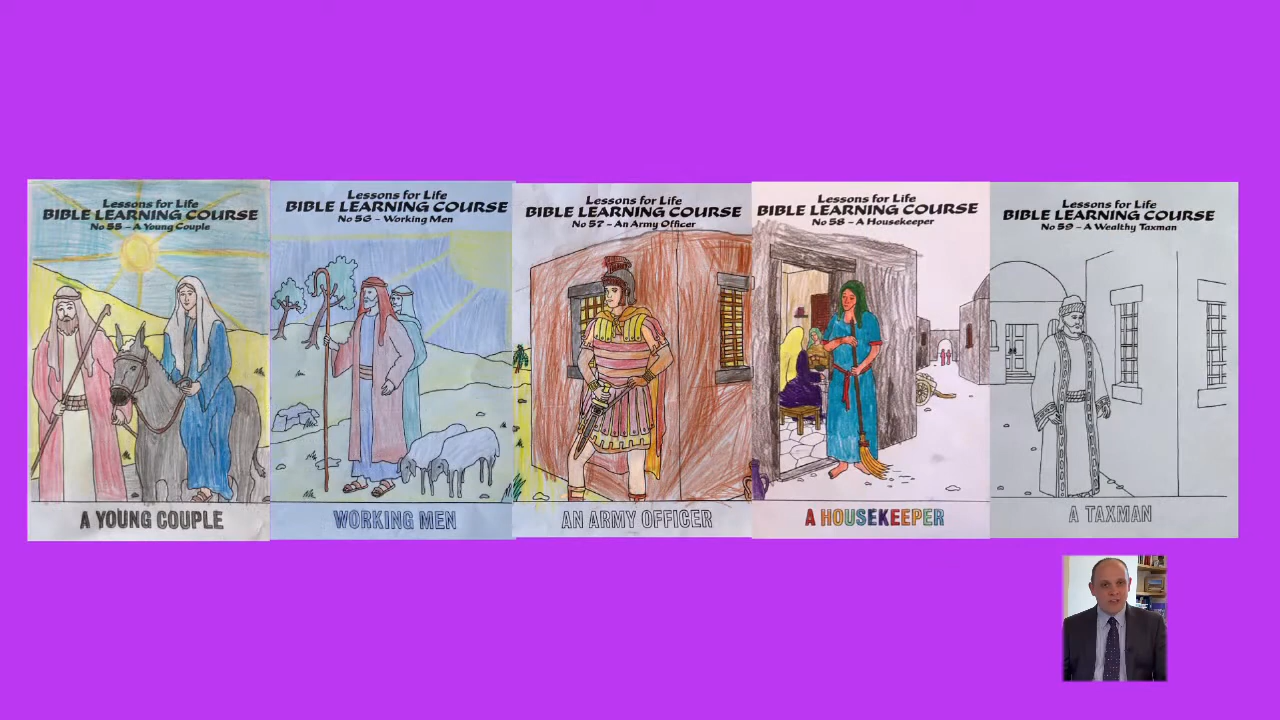 Lessons for Life
BIBLE LEARNING COURSE
No 55 – A Young Couple
A YOUNG COUPLE
Lessons for Life
BIBLE LEARNING COURSE
No 56 – Working Men
WORKING MEN
Lessons for Life
BIBLE LEARNING COURSE
No 57 – An Army Officer
AN ARMY OFFICER
Lessons for Life
BIBLE LEARNING COURSE
No 58 – A Housekeeper
A HOUSEKEEPER
Lessons for Life
BIBLE LEARNING COURSE
No 59 – A Wealthy Taxman
A TAXMAN